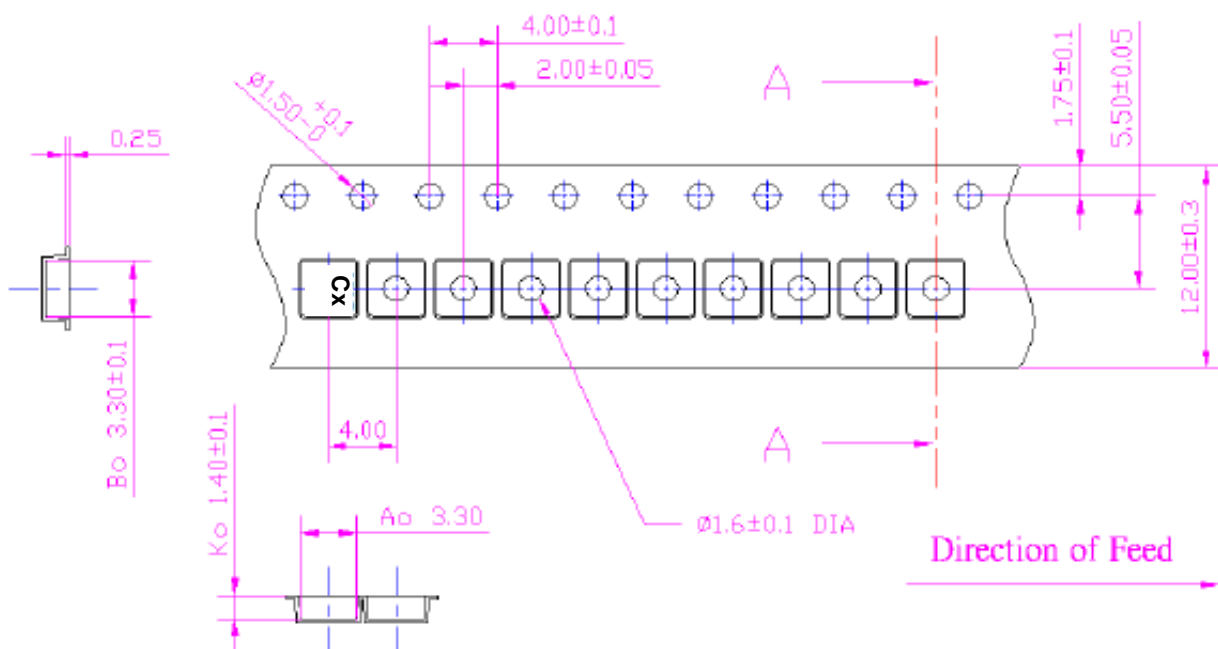 4.00±0.1
2.00±0.05
Ø1.50 +0.1 -0
A
1.75±0.1
5.50±0.05
0.25
12.00±0.3
Cx
Bo 3.30±0.1
4.00
A
Ko 1.40±0.1
Ao 3.30
Ø1.6±0.1 DIA
Direction of Feed